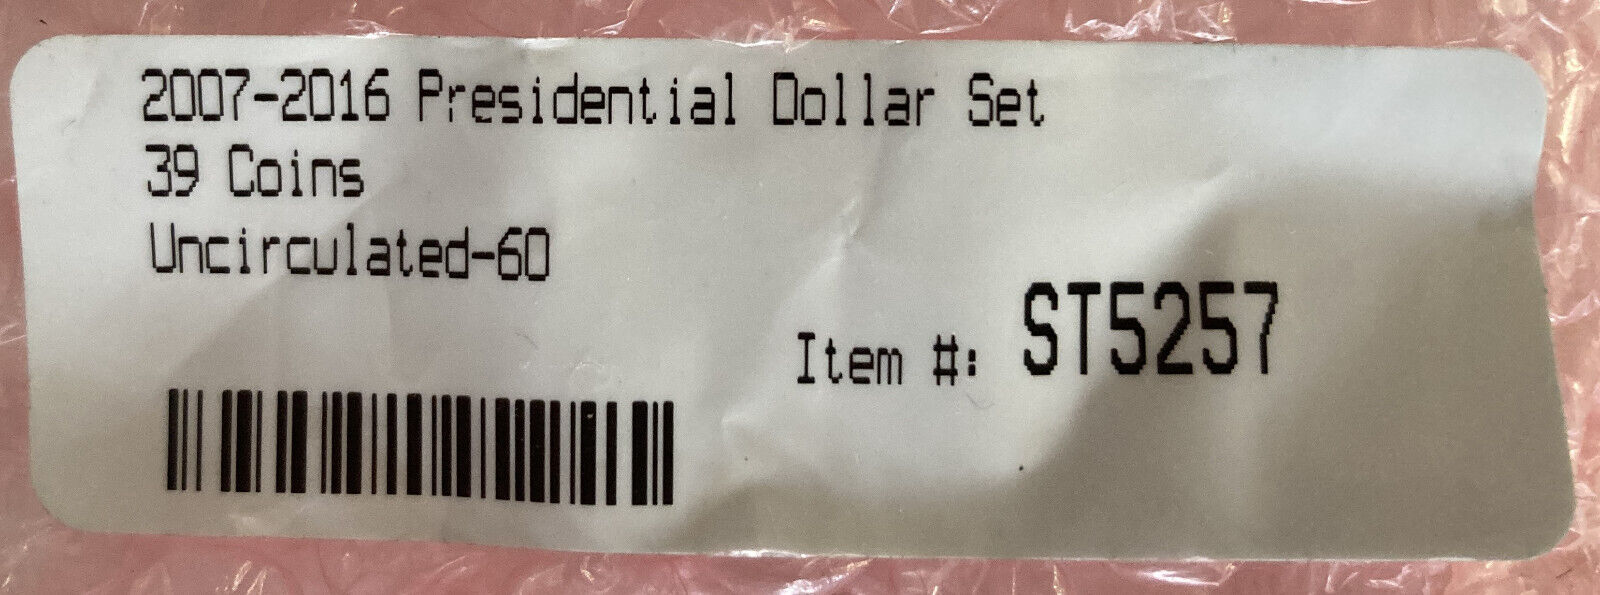 2007-2016 Presidential Dollar Set
39 Coins
Uncirculated-60
Item #: ST5257